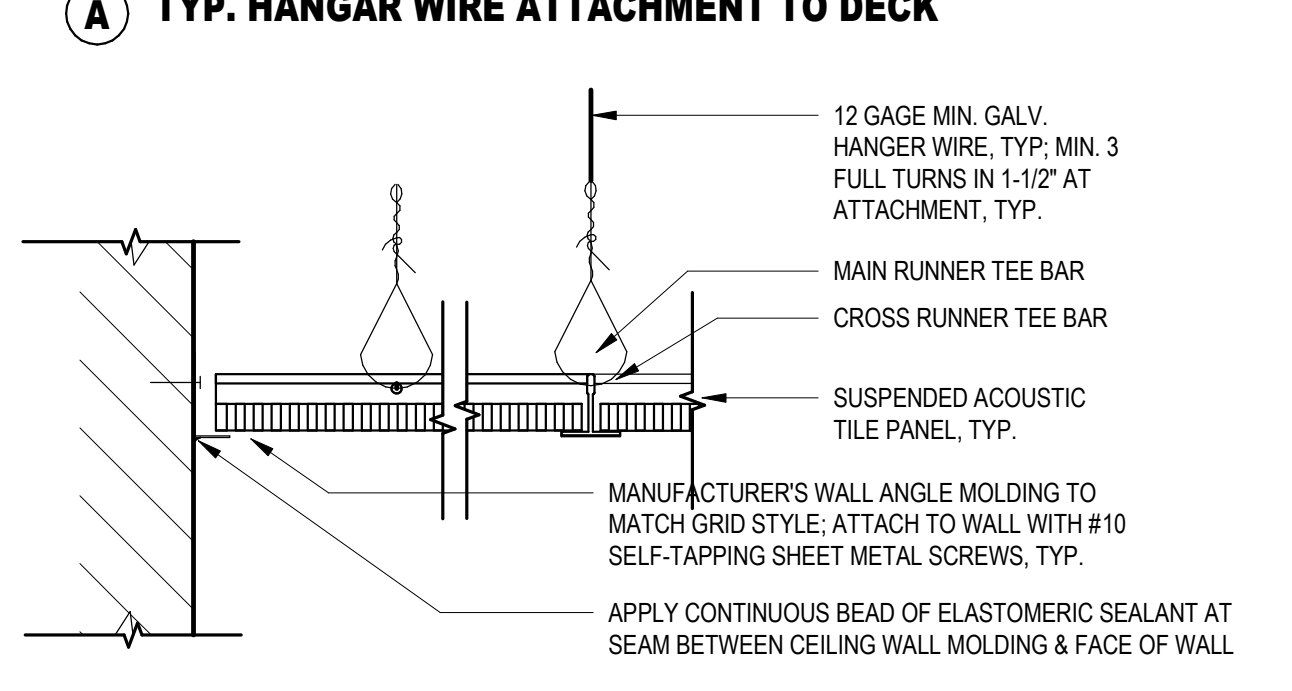 A TYP. HANGAR WIRE ATTACHMENT TO DECK
12 GAGE MIN. GALV.
HANGER WIRE, TYP; MIN. 3
FULL TURNS IN 1-1/2" AT
ATTACHMENT, TYP.
MAIN RUNNER TEE BAR
CROSS RUNNER TEE BAR
SUSPENDED ACOUSTIC
TILE PANEL, TYP.
MANUFACTURER'S WALL ANGLE MOLDING TO
MATCH GRID STYLE; ATTACH TO WALL WITH #10
SELF-TAPPING SHEET METAL SCREWS, TYP.
APPLY CONTINUOUS BEAD OF ELASTOMERIC SEALANT AT
SEAM BETWEEN CEILING WALL MOLDING & FACE OF WALL